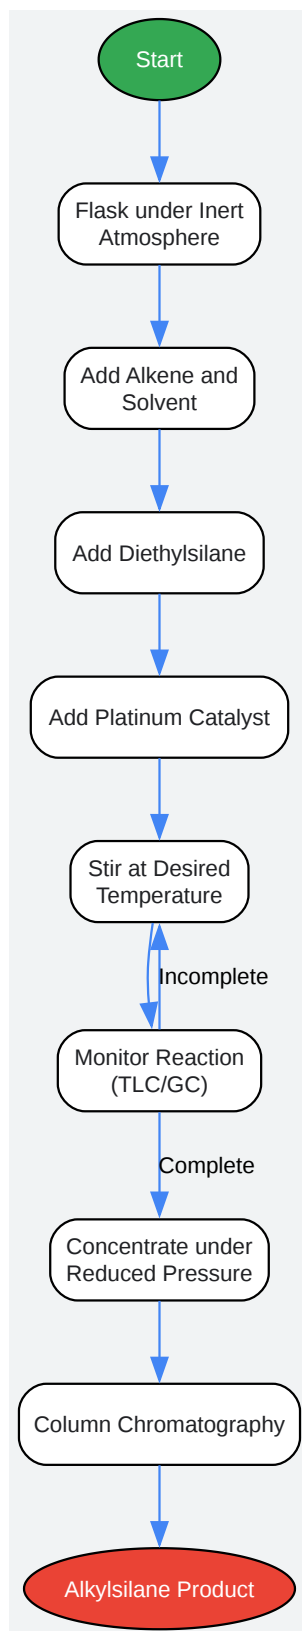 Start
Flask under Inert
Atmosphere
Add Alkene and
Solvent
Add Diethylsilane
Add Platinum Catalyst
Stir at Desired
Temperature
Incomplete
Monitor Reaction
(TLC/GC)
Complete
Concentrate under
Reduced Pressure
Column Chromatography
Alkylsilane Product